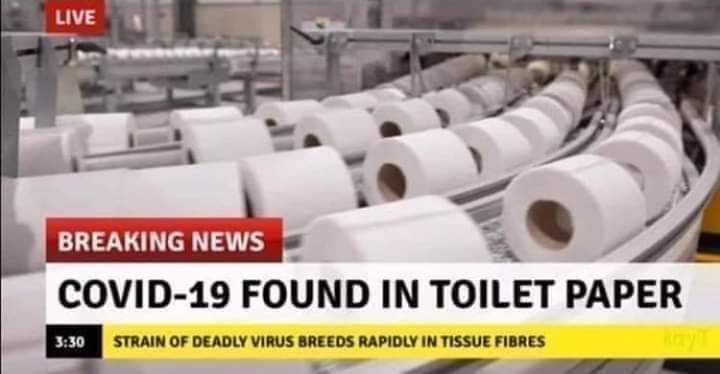 LIVE
BREAKING NEWS
COVID-19 FOUND IN TOILET PAPER
3:30 STRAIN OF DEADLY VIRUS BREEDS RAPIDLY IN TISSUE FIBRES